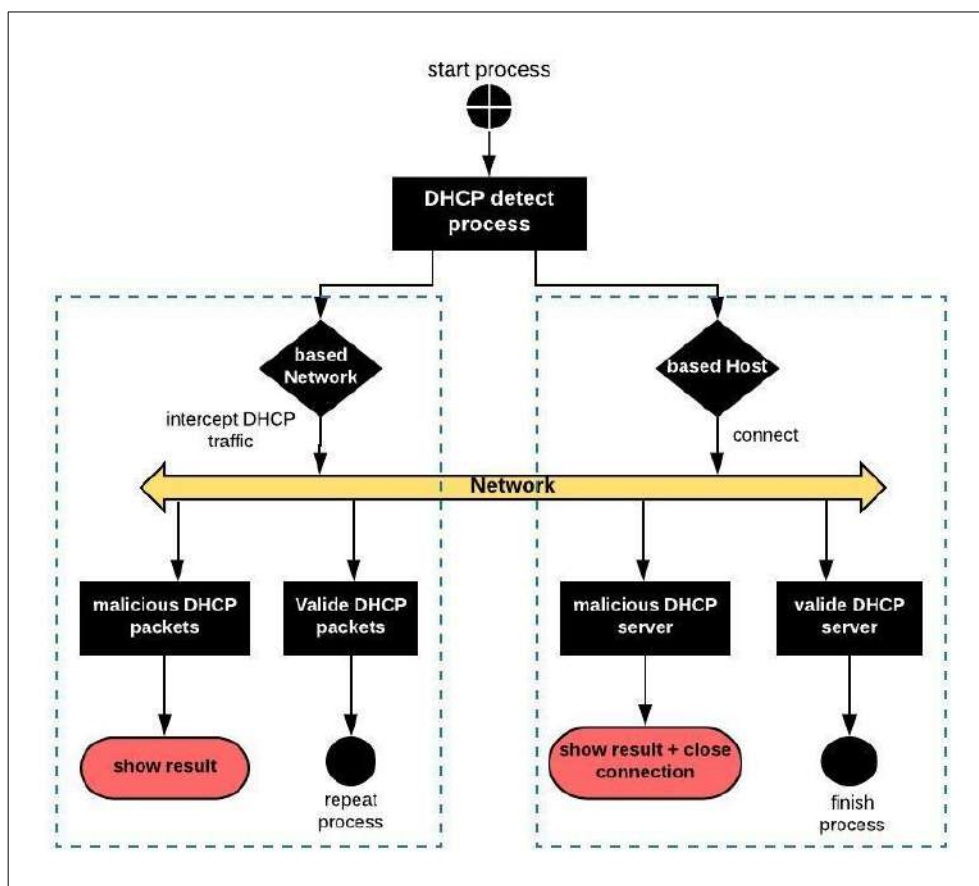 start process
DHCP detect
process
based
Network
based Host
intercept DHCP
traffic
connect
Network
malicious DHCP
packets
Valide DHCP
packets
malicious DHCP
server
valide DHCP
server
show result
repeat
process
show result + close
connection
finish
process